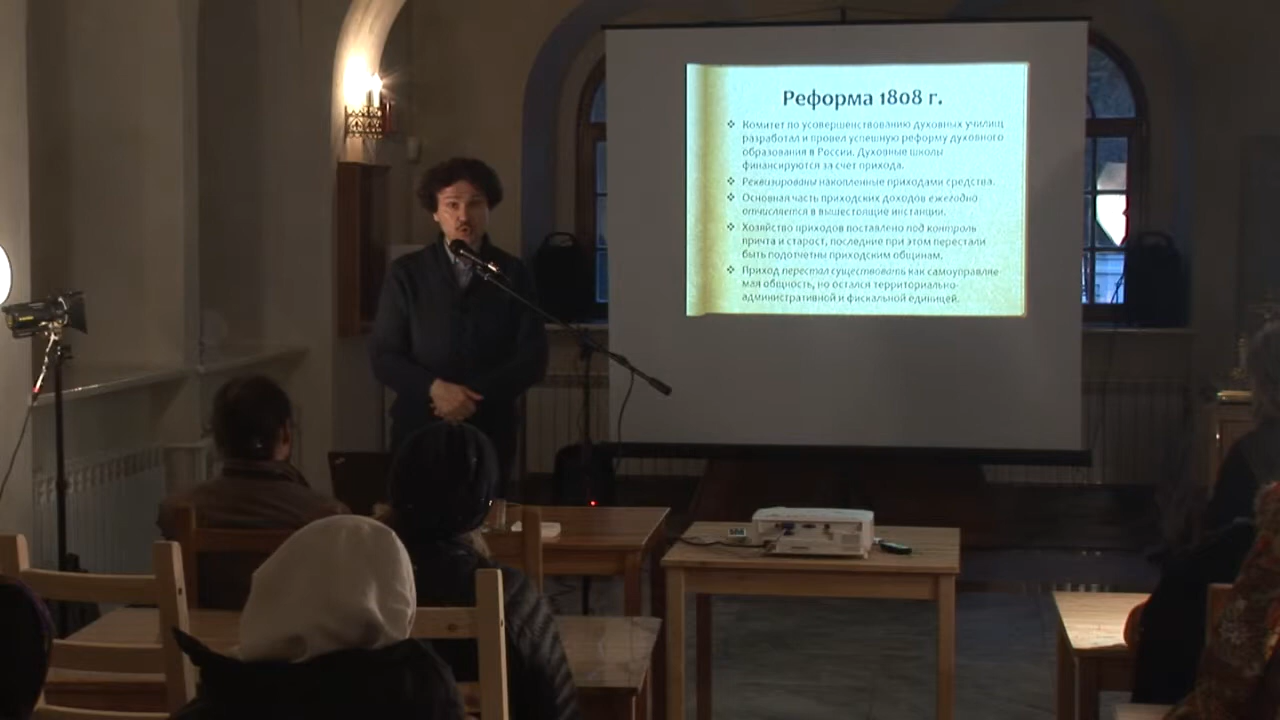 Реформа 1808 г.
❖ Комитет по усовершенствованию духовных училищ
разработал и провел успешную реформу духовного
образования в России. Духовные школы
финансируются за счет прихода.
❖ Реквизированы накопленные приходами средства.
❖ Основная часть приходских доходов ежегодно
отчисляется в вышестоящие инстанции.
❖ Хозяйство приходов поставлено под контроль
причта и старост, последние при этом перестали
быть подотчетны приходским общинам.
❖ Приход перестал существовать как самоуправляе
мая общность, но остался территориально-
административной и фискальной единицей.